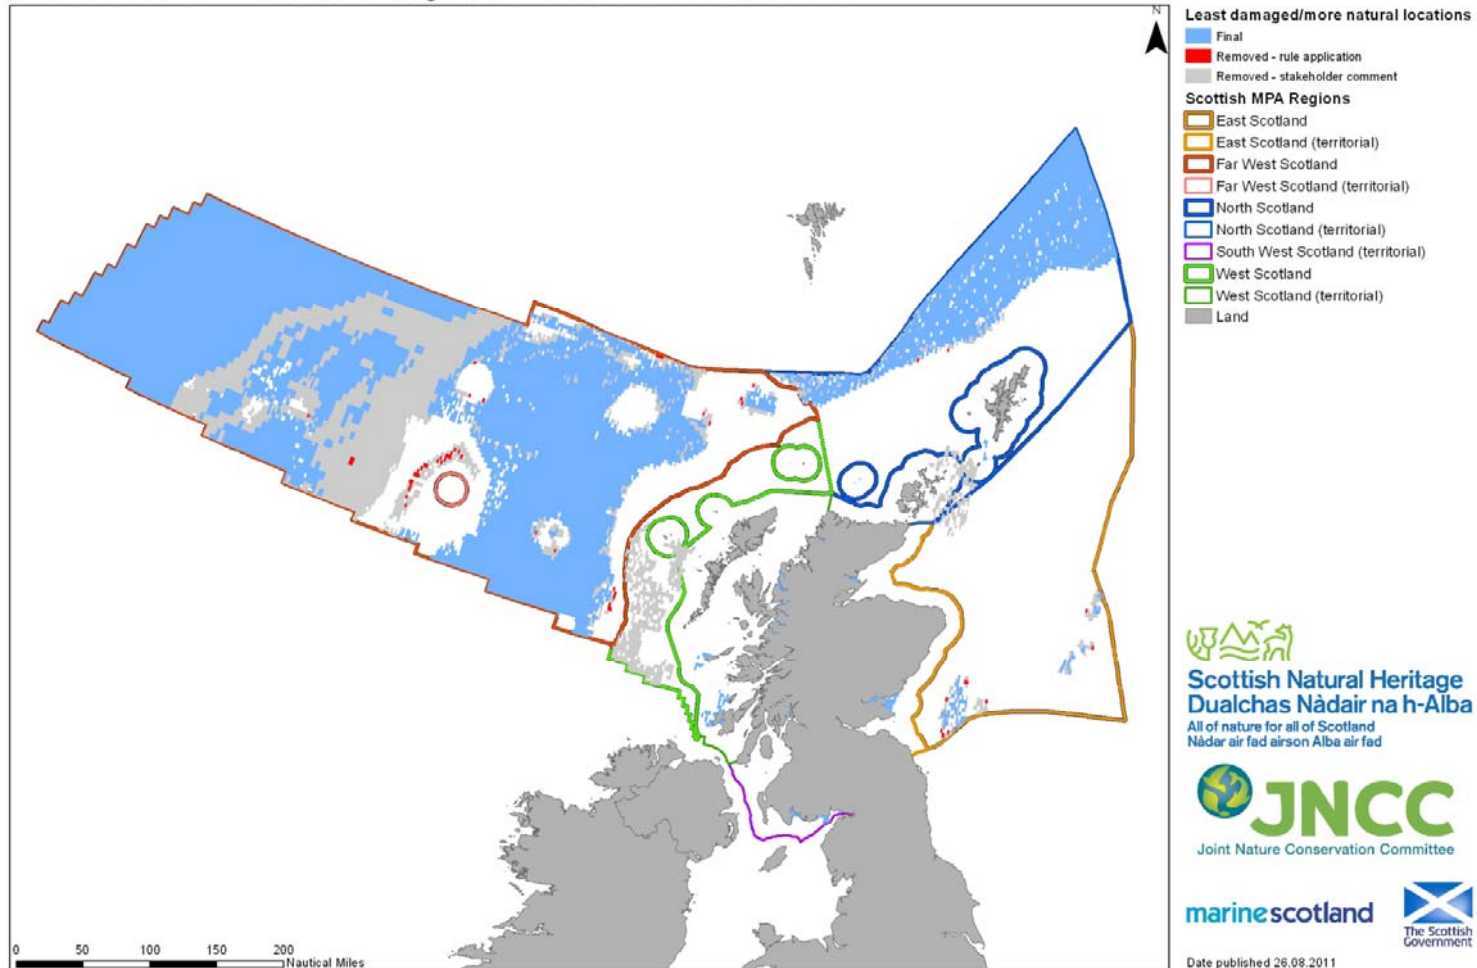 N
Least damaged/more natural locations
Final
Removed - rule application
Removed - stakeholder comment
Scottish MPA Regions
East Scotland
East Scotland (territorial)
Far West Scotland
Far West Scotland (territorial)
North Scotland
North Scotland (territorial)
South West Scotland (territorial)
West Scotland
West Scotland (territorial)
Land
Scottish Natural Heritage
Dualchas Nàdair na h-Alba
All of nature for all of Scotland
Nàdar air fad airson Alba air fad
JNCC
Joint Nature Conservation Committee
marinescotland
The Scottish
Government
0 50 100 150 200
Nautical Miles
Date published 26.08.2011